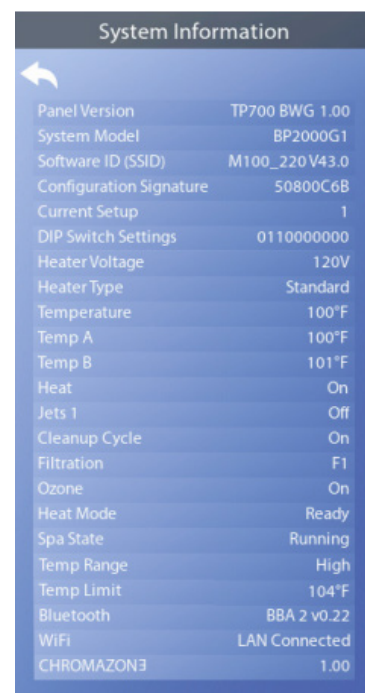 System Information
Panel Version TP700 BWG 1.00
System Model BP2000G1
Software ID (SSID) M100_220 V43.0
Configuration Signature 50800C6B
Current Setup 1
DIP Switch Settings 0110000000
Heater Voltage 120V
Heater Type Standard
Temperature 100°F
Temp A 100°F
Temp B 101°F
Heat On
Jets 1 Off
Cleanup Cycle On
Filtration F1
Ozone On
Heat Mode Ready
Spa State Running
Temp Range High
Temp Limit 104°F
Bluetooth BBA 2 v0.22
WiFi LAN Connected
CHROMAZONƎ 1.00